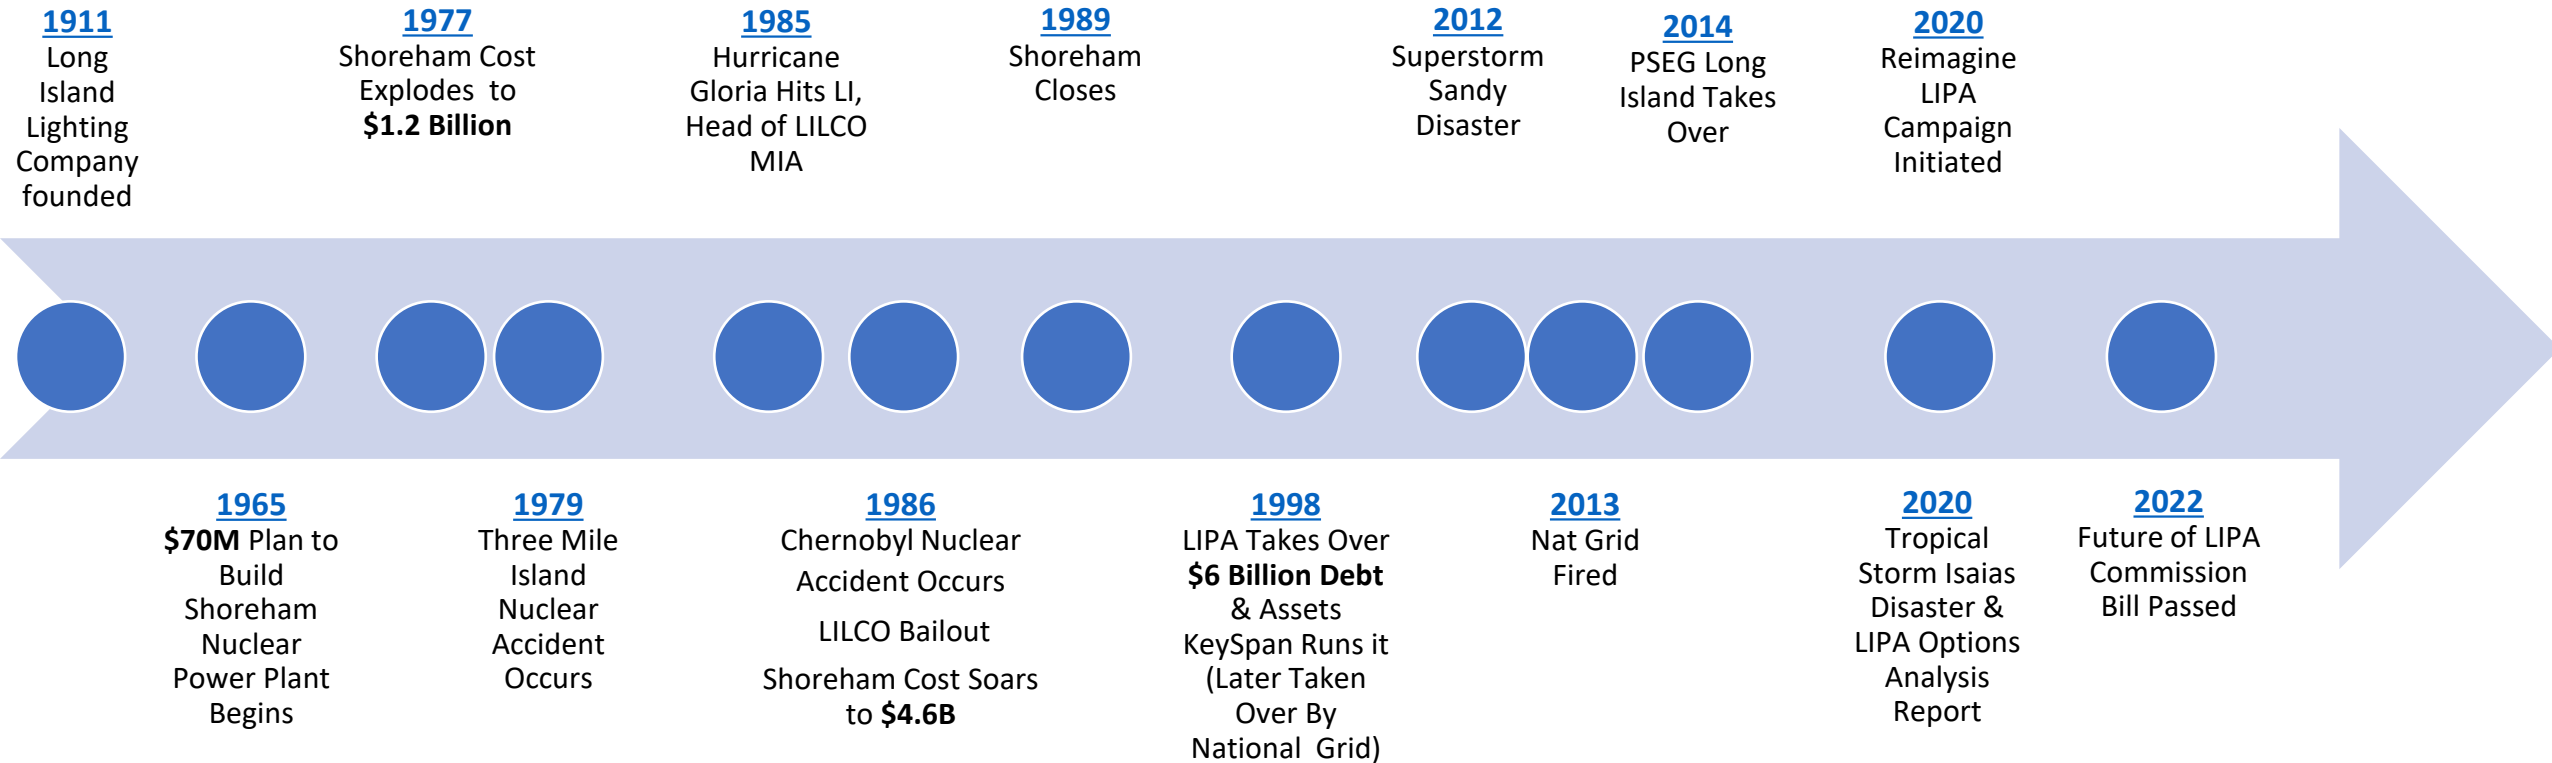 1911
Long
Island
Lighting
Company
founded
1965
$70M Plan to
Build
Shoreham
Nuclear
Power Plant
Begins
1977
Shoreham Cost
Explodes to
$1.2 Billion
1979
Three Mile
Island
Nuclear
Accident
Occurs
1985
Hurricane
Gloria Hits LI,
Head of LILCO
MIA
1986
Chernobyl Nuclear
Accident Occurs
LILCO Bailout
Shoreham Cost Soars
to $4.6B
1989
Shoreham
Closes
1998
LIPA Takes Over
$6 Billion Debt
& Assets
KeySpan Runs it
(Later Taken
Over By
National Grid)
2012
Superstorm
Sandy
Disaster
2013
Nat Grid
Fired
2014
PSEG Long
Island Takes
Over
2020
Reimagine
LIPA
Campaign
Initiated
2020
Tropical
Storm Isaias
Disaster &
LIPA Options
Analysis
Report
2022
Future of LIPA
Commission
Bill Passed